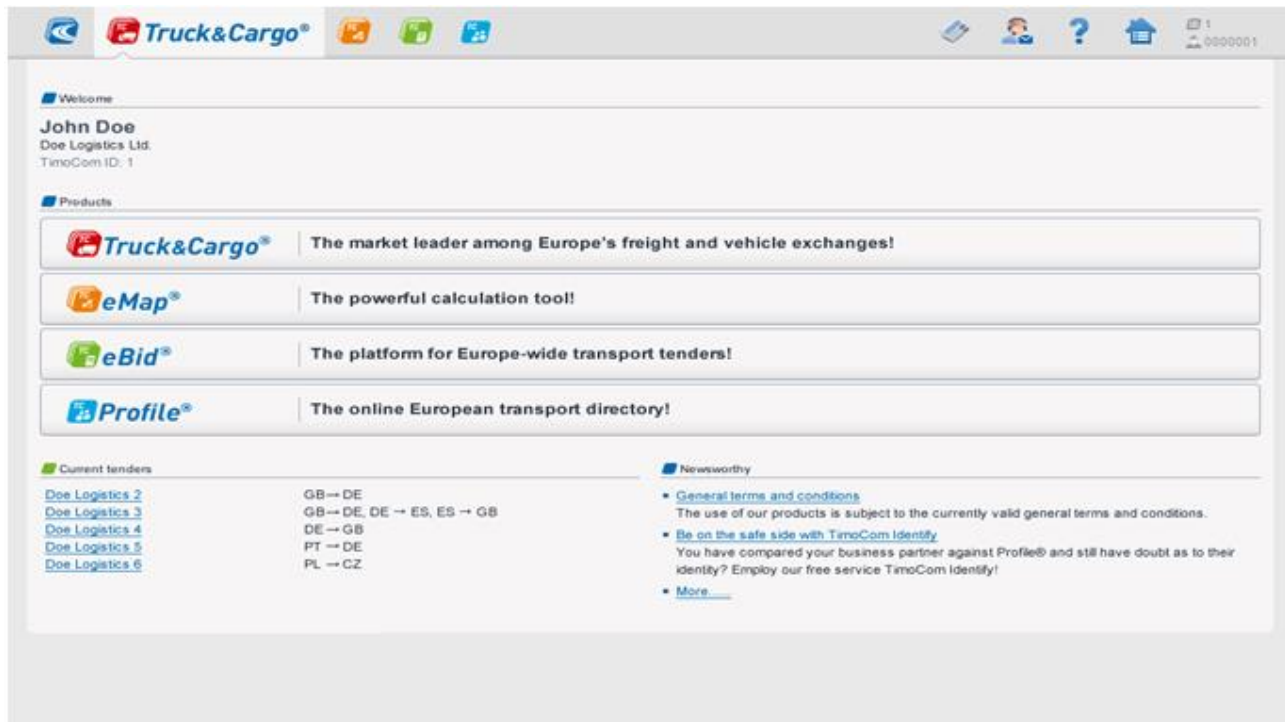 Truck&Cargo®
1
0000001
Welcome
John Doe
Doe Logistics Ltd.
TimoCom ID: 1
Products
Truck&Cargo® The market leader among Europe's freight and vehicle exchanges!
eMap® The powerful calculation tool!
eBid® The platform for Europe-wide transport tenders!
Profile® The online European transport directory!
Current tenders
Doe Logistics 2 GB→DE
Doe Logistics 3 GB→DE, DE → ES, ES → GB
Doe Logistics 4 DE→GB
Doe Logistics 5 PT →DE
Doe Logistics 6 PL →CZ
Newsworthy
General terms and conditions
The use of our products is subject to the currently valid general terms and conditions.
Be on the safe side with TimoCom Identify
You have compared your business partner against Profile® and still have doubt as to their
identity? Employ our free service TimoCom Identify!
More......